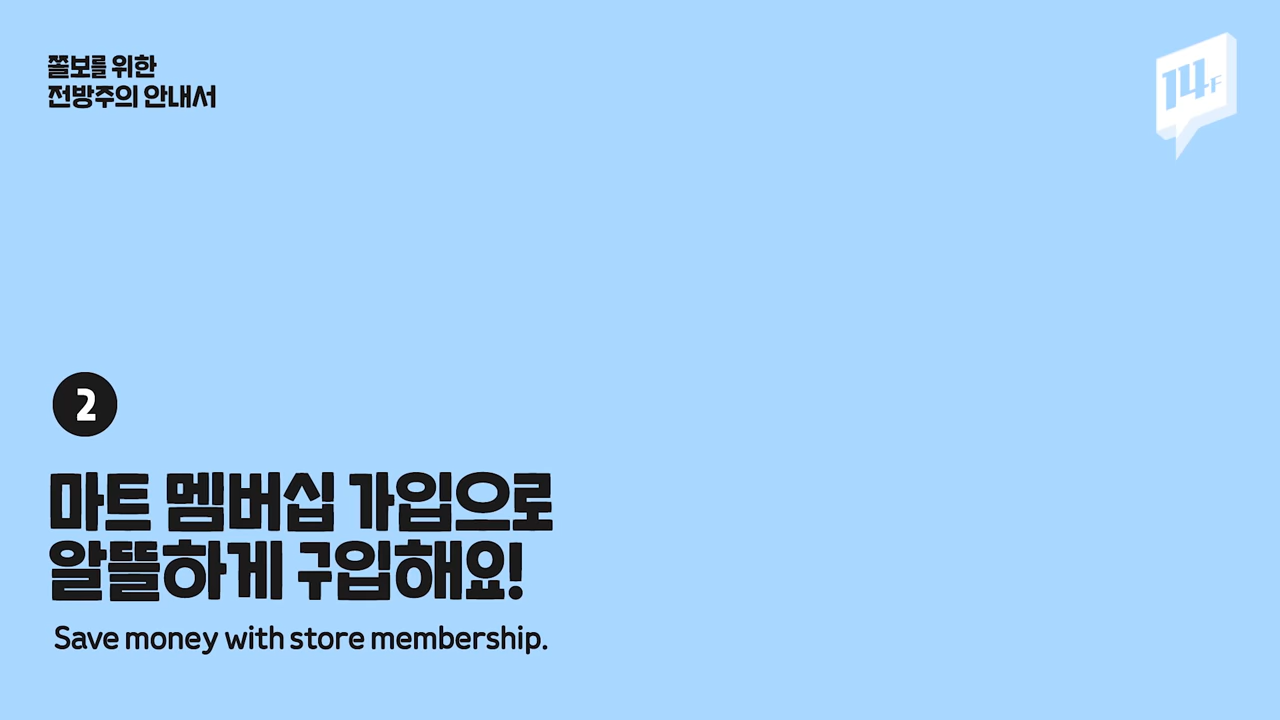 쫄보를 위한
전방주의 안내서
14F
2
마트 멤버십 가입으로
알뜰하게 구입해요!
Save money with store membership.